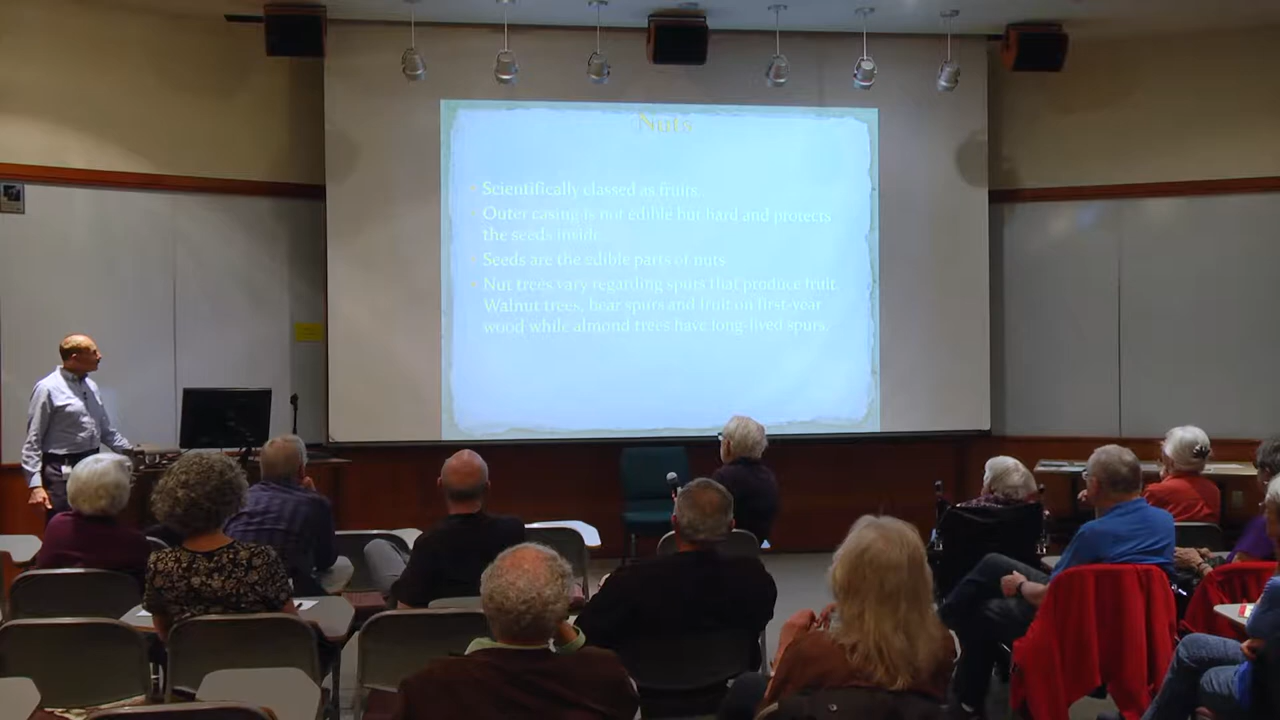 Nuts
Scientifically classed as fruits.
Outer casing is not edible but hard and protects
the seeds inside
Seeds are the edible parts of nuts
Nut trees vary regarding spurs that produce fruit.
Walnut trees, bear spurs and fruit on first-year
wood while almond trees have long-lived spurs.